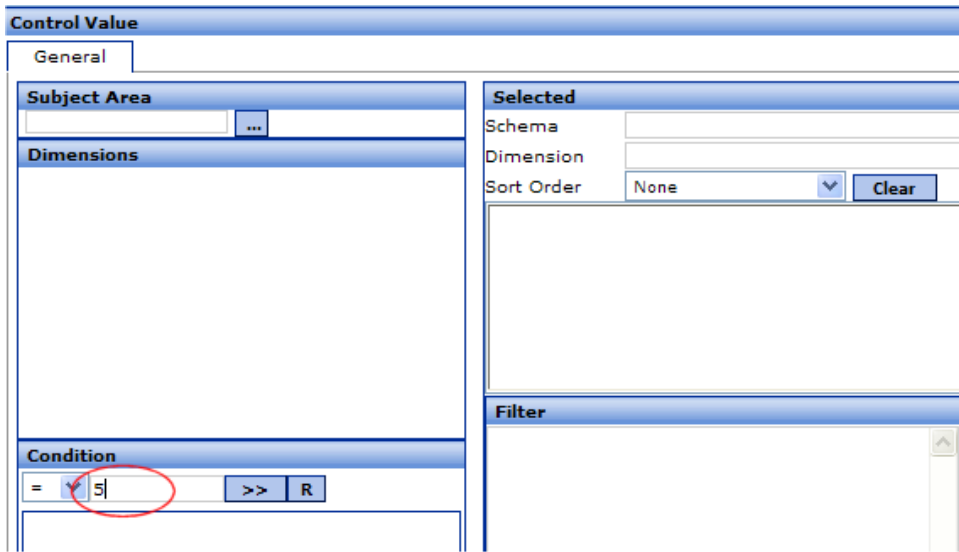 Control Value
General
Subject Area
...
Dimensions
Condition
= 5 >> R
Selected
Schema
Dimension
Sort Order None Clear
Filter